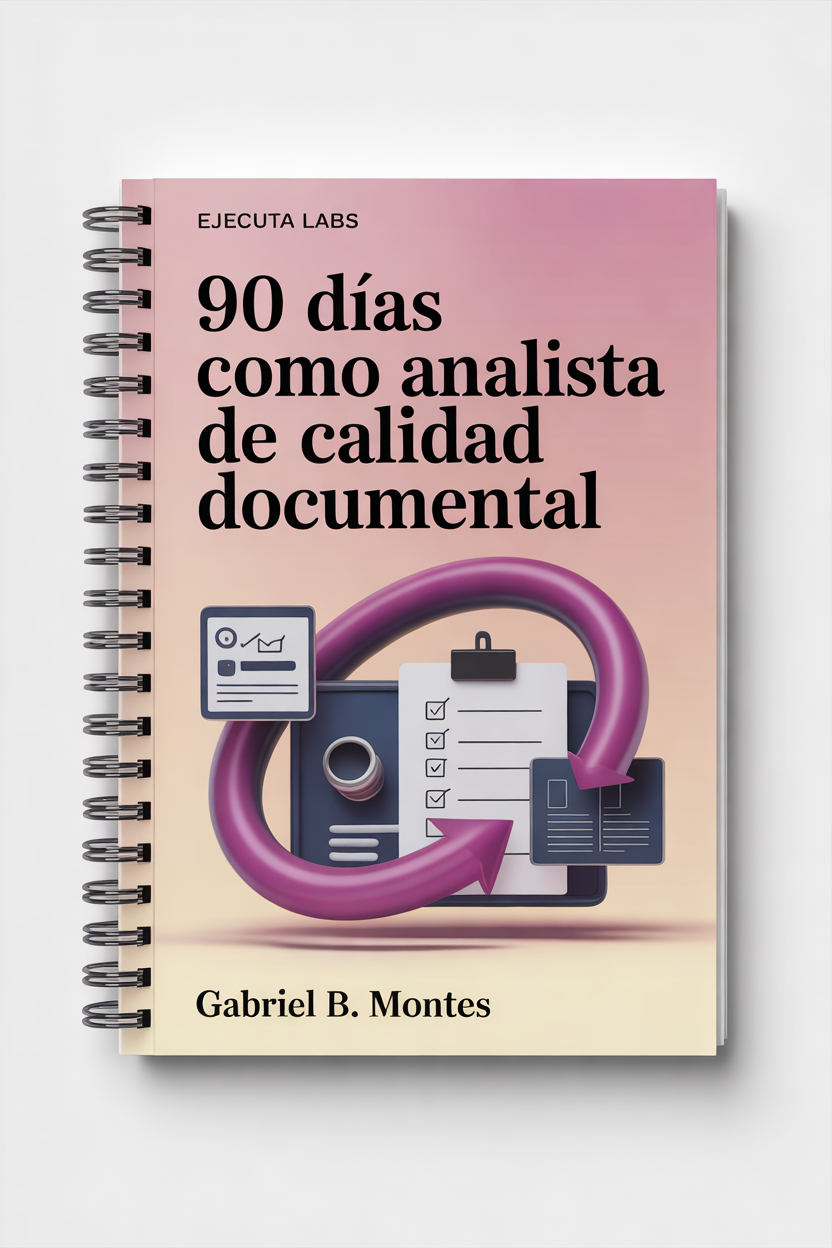 EJECUTA LABS
90 días
como analista
de calidad
documental
Gabriel B. Montes